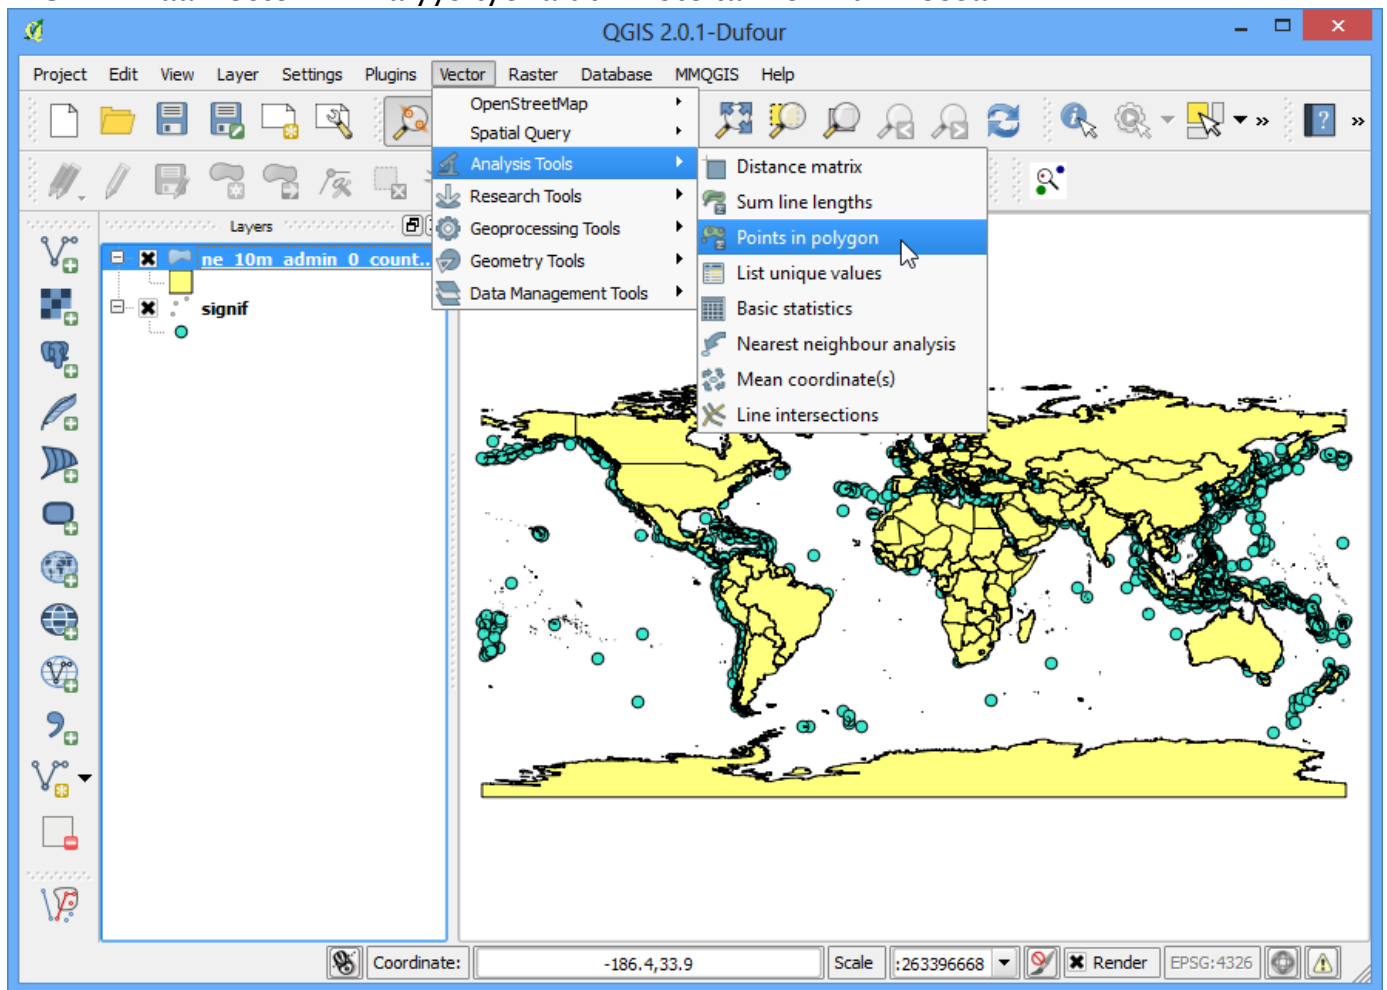 QGIS 2.0.1-Dufour
Project Edit View Layer Settings Plugins Vector Raster Database MMQGIS Help
OpenStreetMap
Spatial Query
Analysis Tools
Research Tools
Geoprocessing Tools
Geometry Tools
Data Management Tools
Distance matrix
Sum line lengths
Points in polygon
List unique values
Basic statistics
Nearest neighbour analysis
Mean coordinate(s)
Line intersections
Layers
ne_10m_admin_0_count...
signif
Coordinate: -186.4,33.9 Scale :263396668 Render EPSG:4326